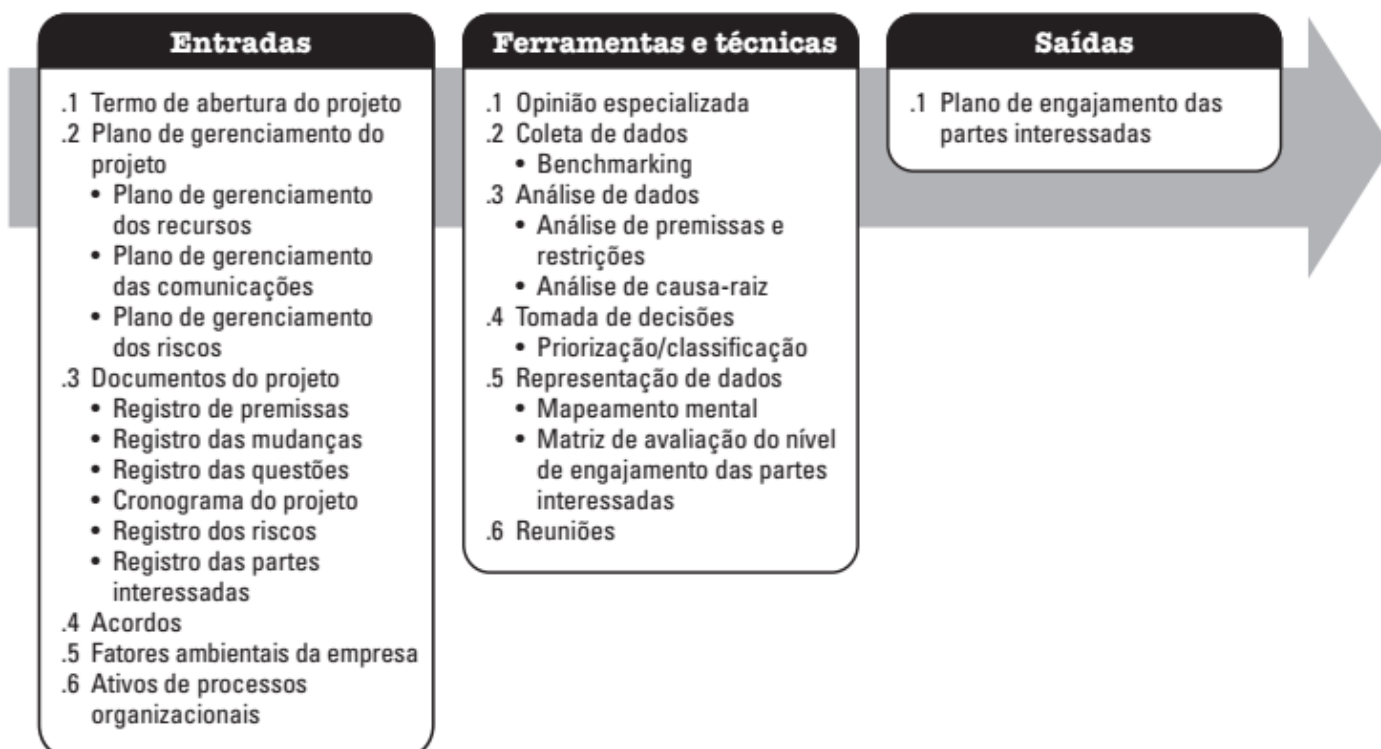 Entradas
.1 Termo de abertura do projeto
.2 Plano de gerenciamento do
projeto
• Plano de gerenciamento
dos recursos
• Plano de gerenciamento
das comunicações
• Plano de gerenciamento
dos riscos
.3 Documentos do projeto
• Registro de premissas
• Registro das mudanças
• Registro das questões
• Cronograma do projeto
• Registro dos riscos
• Registro das partes
interessadas
.4 Acordos
.5 Fatores ambientais da empresa
.6 Ativos de processos
organizacionais
Ferramentas e técnicas
.1 Opinião especializada
.2 Coleta de dados
• Benchmarking
.3 Análise de dados
• Análise de premissas e
restrições
• Análise de causa-raiz
.4 Tomada de decisões
• Priorização/classificação
.5 Representação de dados
• Mapeamento mental
• Matriz de avaliação do nível
de engajamento das partes
interessadas
.6 Reuniões
Saídas
.1 Plano de engajamento das
partes interessadas